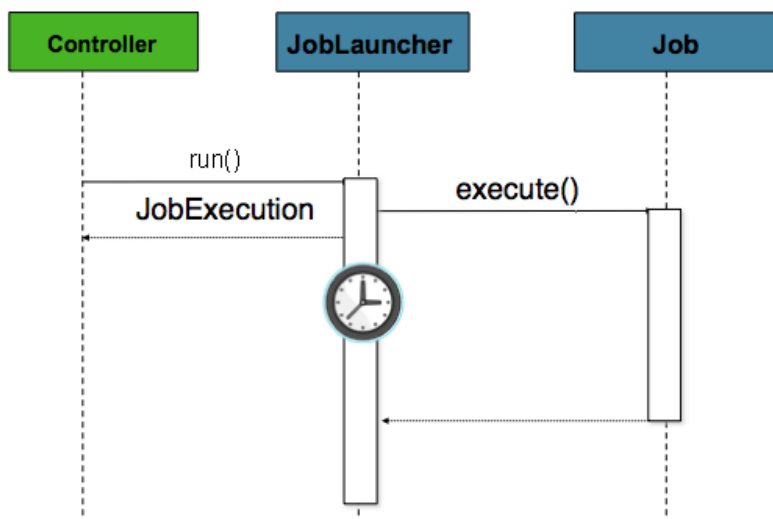 Controller
JobLauncher
Job
run()
execute()
JobExecution